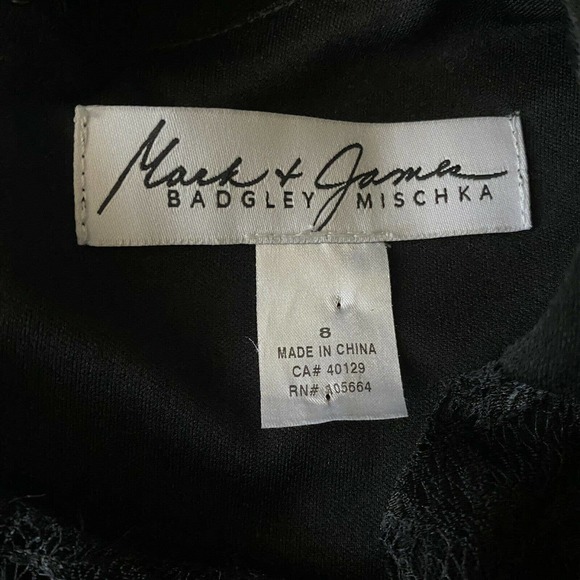 Mark & James
BADGLEY MISCHKA
8
MADE IN CHINA
CA# 40129
RN# 105664